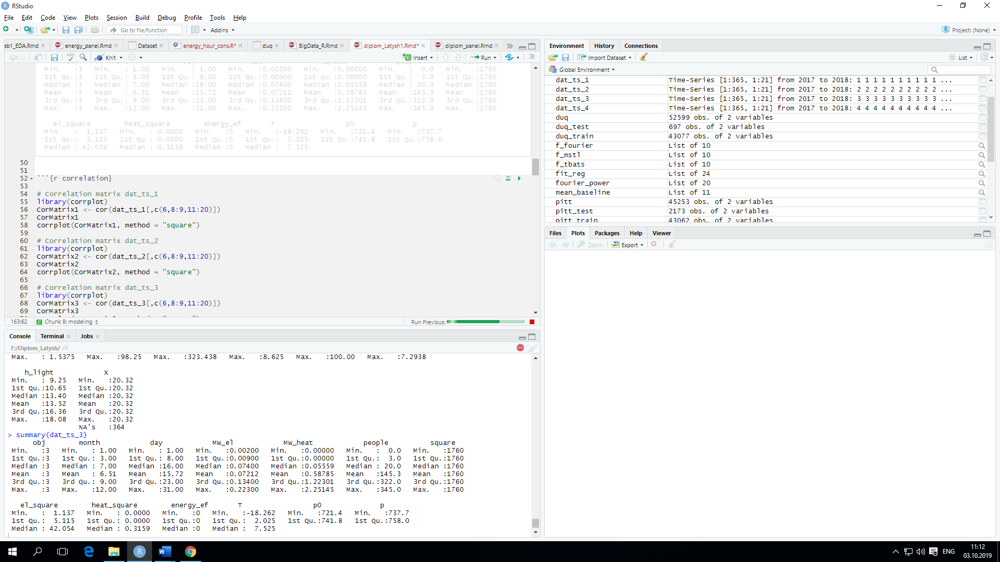 RStudio
File Edit Code View Plots Session Build Debug Profile Tools Help
Go to file/function Addins Project: (None)
ab1_EDA.Rmd energy_panel.Rmd Dataset energy_hour_cons.R* duq BigData_R.Rmd diplom_Latysh1.Rmd* diplom_panel.Rmd
ABC Knit Insert Run
Min. :3 Min. : 1.00 Min. : 1.00 Min. :0.00200 Min. :0.00000 Min. : 0.0 Min. :1760
1st Qu.:3 1st Qu.: 3.00 1st Qu.: 8.00 1st Qu.:0.00900 1st Qu.:0.00000 1st Qu.: 3.0 1st Qu.:1760
Median :3 Median : 7.00 Median :16.00 Median :0.07400 Median :0.05559 Median : 20.0 Median :1760
Mean :3 Mean : 6.51 Mean :15.72 Mean :0.07212 Mean :0.58785 Mean :145.3 Mean :1760
3rd Qu.:3 3rd Qu.: 9.00 3rd Qu.:23.00 3rd Qu.:0.13400 3rd Qu.:1.22301 3rd Qu.:322.0 3rd Qu.:1760
Max. :3 Max. :12.00 Max. :31.00 Max. :0.22300 Max. :2.25145 Max. :345.0 Max. :1760
el_square heat_square energy_ef T p0 p
Min. : 1.137 Min. : 0.0000 Min. :0 Min. :-18.262 Min. :721.4 Min. :737.7
1st Qu.: 5.115 1st Qu.: 0.0000 1st Qu.:0 1st Qu.: 2.025 1st Qu.:741.8 1st Qu.:758.0
Median : 42.054 Median : 0.3159 Median :0 Median : 7.525
50
51
52 ```{r correlation}
53
54 # Correlation matrix dat_ts_1
55 library(corrplot)
56 CorMatrix1 <- cor(dat_ts_1[,c(6,8:9,11:20)])
57 CorMatrix1
58 corrplot(CorMatrix1, method = "square")
59
60 # Correlation matrix dat_ts_2
61 library(corrplot)
62 CorMatrix2 <- cor(dat_ts_2[,c(6,8:9,11:20)])
63 CorMatrix2
64 corrplot(CorMatrix2, method = "square")
65
66 # Correlation matrix dat_ts_3
67 library(corrplot)
68 CorMatrix3 <- cor(dat_ts_3[,c(6,8:9,11:20)])
69 CorMatrix3
163:62 Chunk 8: modeling Run Previous:
Console Terminal Jobs
F:/Diplom_Latysh/
Max. : 1.5375 Max. :98.25 Max. :323.438 Max. :8.625 Max. :100.00 Max. :7.2938
h_light X
Min. : 9.25 Min. :20.32
1st Qu.:10.65 1st Qu.:20.32
Median :13.40 Median :20.32
Mean :13.52 Mean :20.32
3rd Qu.:16.36 3rd Qu.:20.32
Max. :18.08 Max. :20.32
NA's :364
> summary(dat_ts_3)
obj month day MW_el MW_heat people square
Min. :3 Min. : 1.00 Min. : 1.00 Min. :0.00200 Min. :0.00000 Min. : 0.0 Min. :1760
1st Qu.:3 1st Qu.: 3.00 1st Qu.: 8.00 1st Qu.:0.00900 1st Qu.:0.00000 1st Qu.: 3.0 1st Qu.:1760
Median :3 Median : 7.00 Median :16.00 Median :0.07400 Median :0.05559 Median : 20.0 Median :1760
Mean :3 Mean : 6.51 Mean :15.72 Mean :0.07212 Mean :0.58785 Mean :145.3 Mean :1760
3rd Qu.:3 3rd Qu.: 9.00 3rd Qu.:23.00 3rd Qu.:0.13400 3rd Qu.:1.22301 3rd Qu.:322.0 3rd Qu.:1760
Max. :3 Max. :12.00 Max. :31.00 Max. :0.22300 Max. :2.25145 Max. :345.0 Max. :1760
el_square heat_square energy_ef T p0 p
Min. : 1.137 Min. : 0.0000 Min. :0 Min. :-18.262 Min. :721.4 Min. :737.7
1st Qu.: 5.115 1st Qu.: 0.0000 1st Qu.:0 1st Qu.: 2.025 1st Qu.:741.8 1st Qu.:758.0
Median : 42.054 Median : 0.3159 Median :0 Median : 7.525
Environment History Connections
Import Dataset List
Global Environment
dat_ts_1 Time-Series [1:365, 1:21] from 2017 to 2018: 1 1 1 1 1 1 1 1 1 1 ...
dat_ts_2 Time-Series [1:365, 1:21] from 2017 to 2018: 2 2 2 2 2 2 2 2 2 2 ...
dat_ts_3 Time-Series [1:365, 1:21] from 2017 to 2018: 3 3 3 3 3 3 3 3 3 3 ...
dat_ts_4 Time-Series [1:365, 1:21] from 2017 to 2018: 4 4 4 4 4 4 4 4 4 4 ...
duq 52599 obs. of 2 variables
duq_test 697 obs. of 2 variables
duq_train 43077 obs. of 2 variables
f_fourier List of 10
f_mstl List of 10
f_tbats List of 10
fit_reg List of 24
fourier_power List of 20
mean_baseline List of 11
pitt 45253 obs. of 2 variables
pitt_test 2173 obs. of 2 variables
pitt_train 43062 obs. of 2 variables
Files Plots Packages Help Viewer
Zoom Export
ENG
11:12
03.10.2019